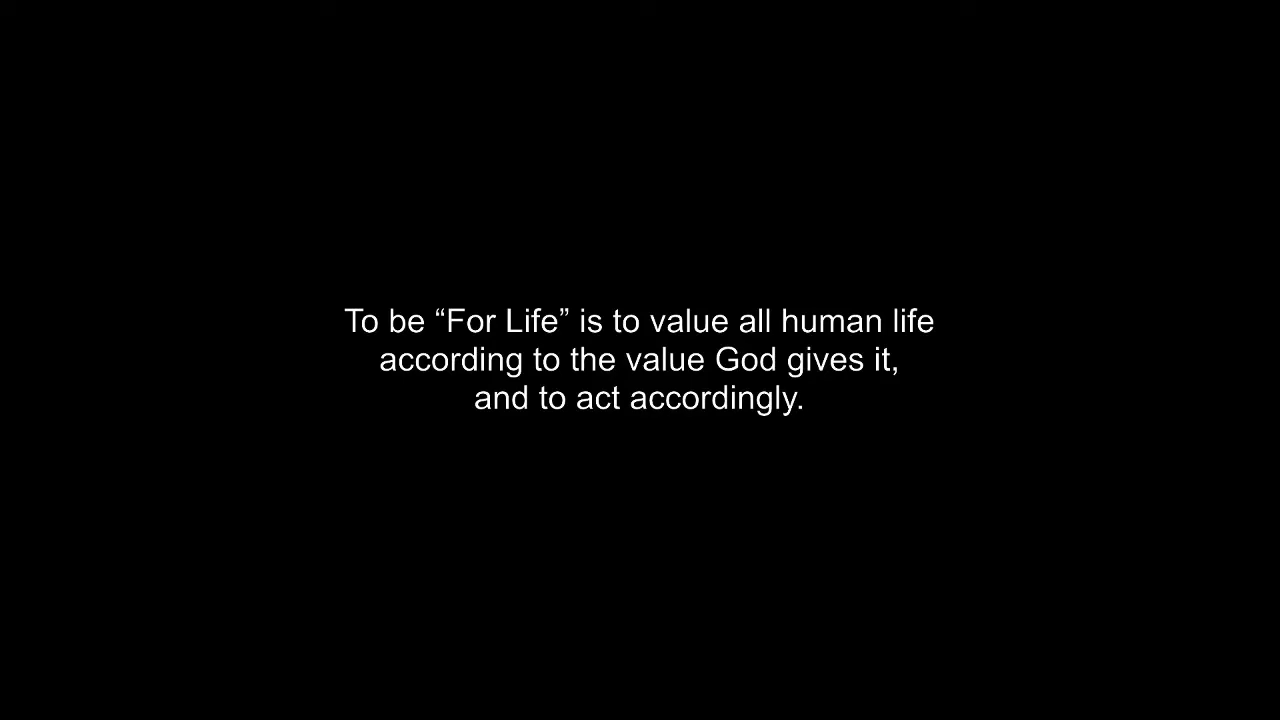 To be “For Life” is to value all human life
according to the value God gives it,
and to act accordingly.